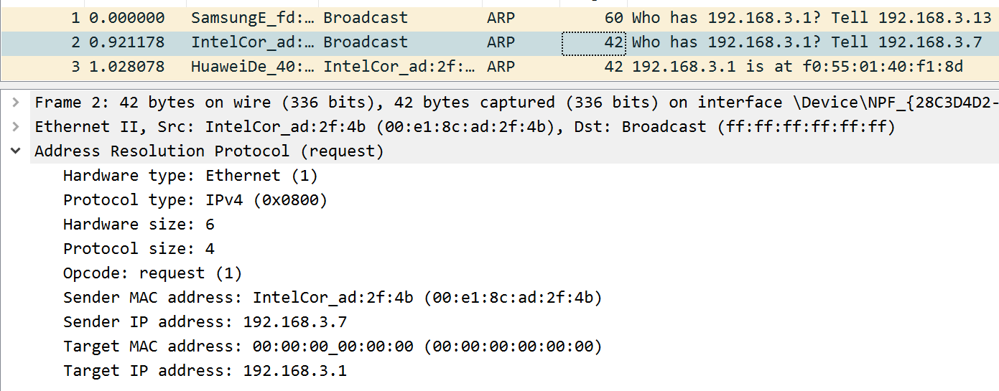 1 0.000000 SamsungE_fd:… Broadcast ARP 60 Who has 192.168.3.1? Tell 192.168.3.13
2 0.921178 IntelCor_ad:… Broadcast ARP 42 Who has 192.168.3.1? Tell 192.168.3.7
3 1.028078 HuaweiDe_40:… IntelCor_ad:2f:… ARP 42 192.168.3.1 is at f0:55:01:40:f1:8d
Frame 2: 42 bytes on wire (336 bits), 42 bytes captured (336 bits) on interface \Device\NPF_{28C3D4D2-
Ethernet II, Src: IntelCor_ad:2f:4b (00:e1:8c:ad:2f:4b), Dst: Broadcast (ff:ff:ff:ff:ff:ff)
Address Resolution Protocol (request)
Hardware type: Ethernet (1)
Protocol type: IPv4 (0x0800)
Hardware size: 6
Protocol size: 4
Opcode: request (1)
Sender MAC address: IntelCor_ad:2f:4b (00:e1:8c:ad:2f:4b)
Sender IP address: 192.168.3.7
Target MAC address: 00:00:00_00:00:00 (00:00:00:00:00:00)
Target IP address: 192.168.3.1